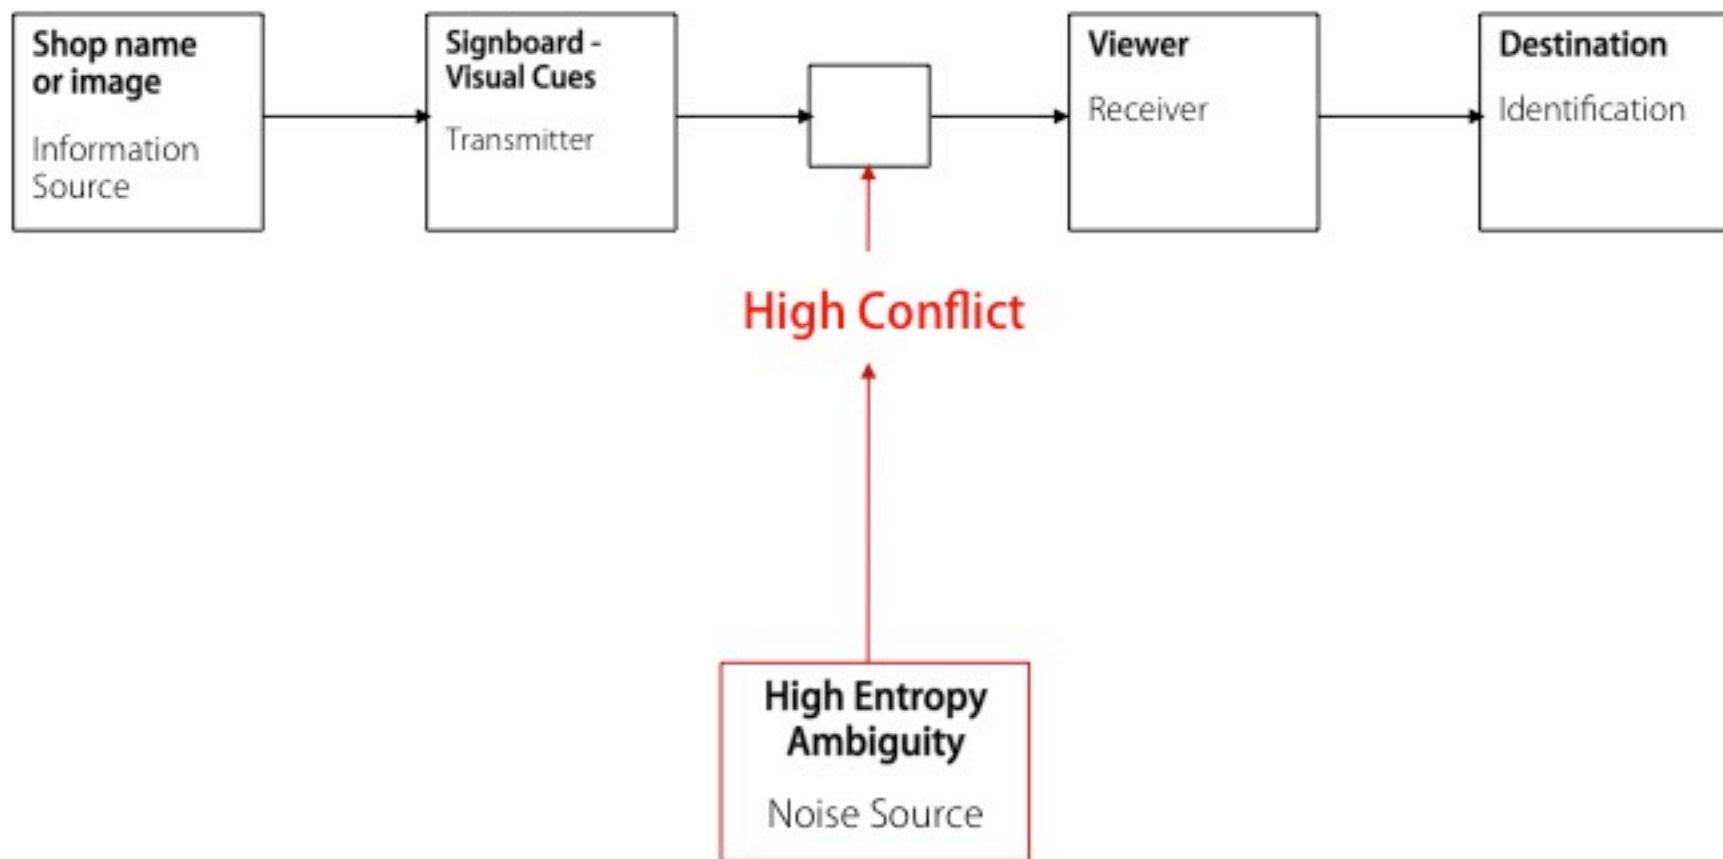 Shop name
or image
Information
Source
Signboard -
Visual Cues
Transmitter
Viewer
Receiver
Destination
Identification
High Conflict
High Entropy
Ambiguity
Noise Source